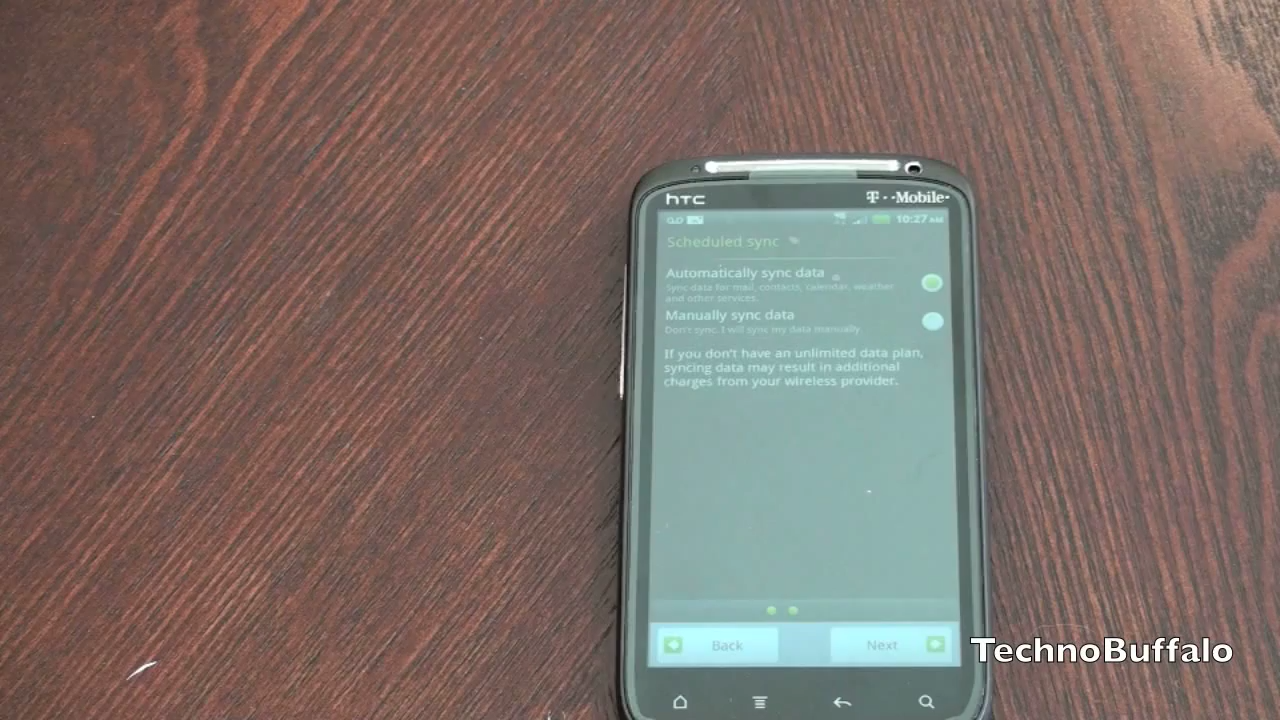 hTC
T··Mobile·
10:27 AM
Scheduled sync
Automatically sync data
Sync data for mail, contacts, calendar, weather
and other services.
Manually sync data
Don't sync. I will sync my data manually.
If you don't have an unlimited data plan,
syncing data may result in additional
charges from your wireless provider.
Back
Next
TechnoBuffalo